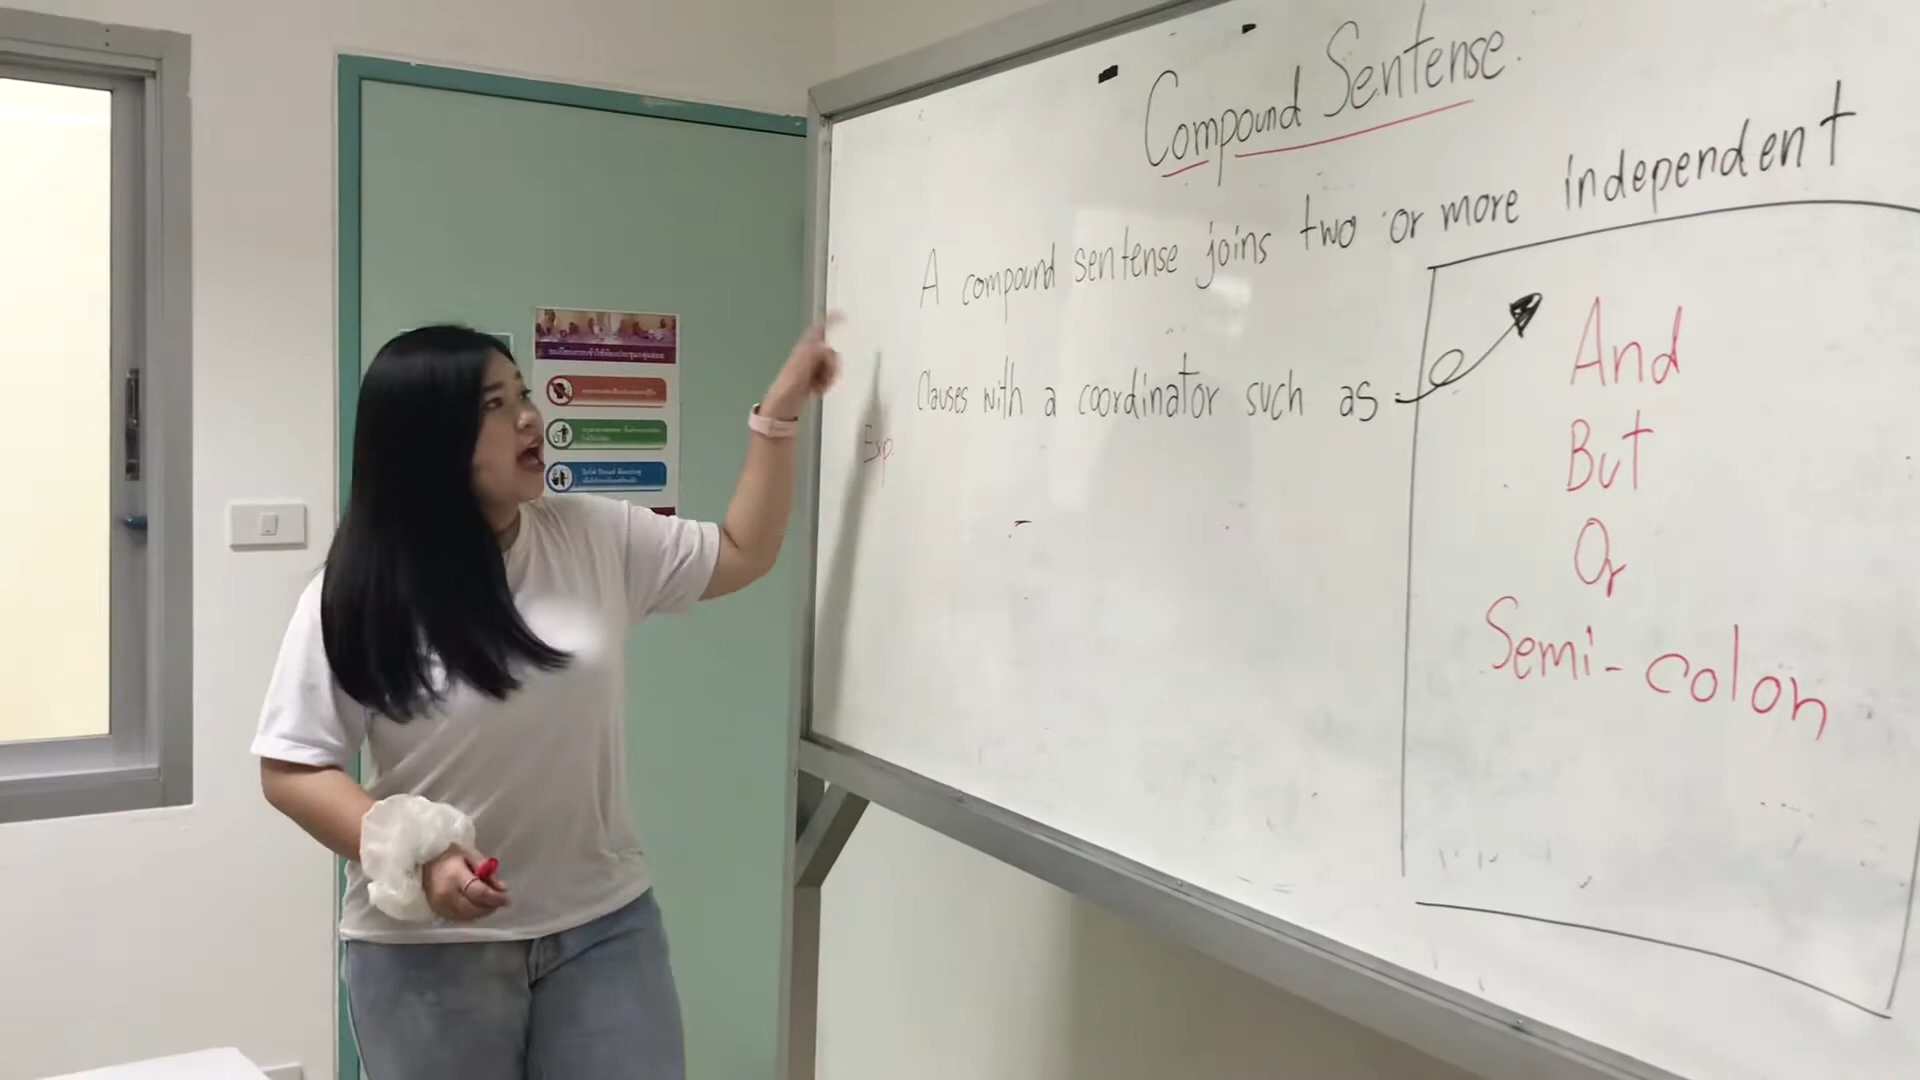 Compound Sentense.
A compound sentense joins two or more independent
Clauses with a coordinator such as
Exp.
And
But
Or
Semi-colon